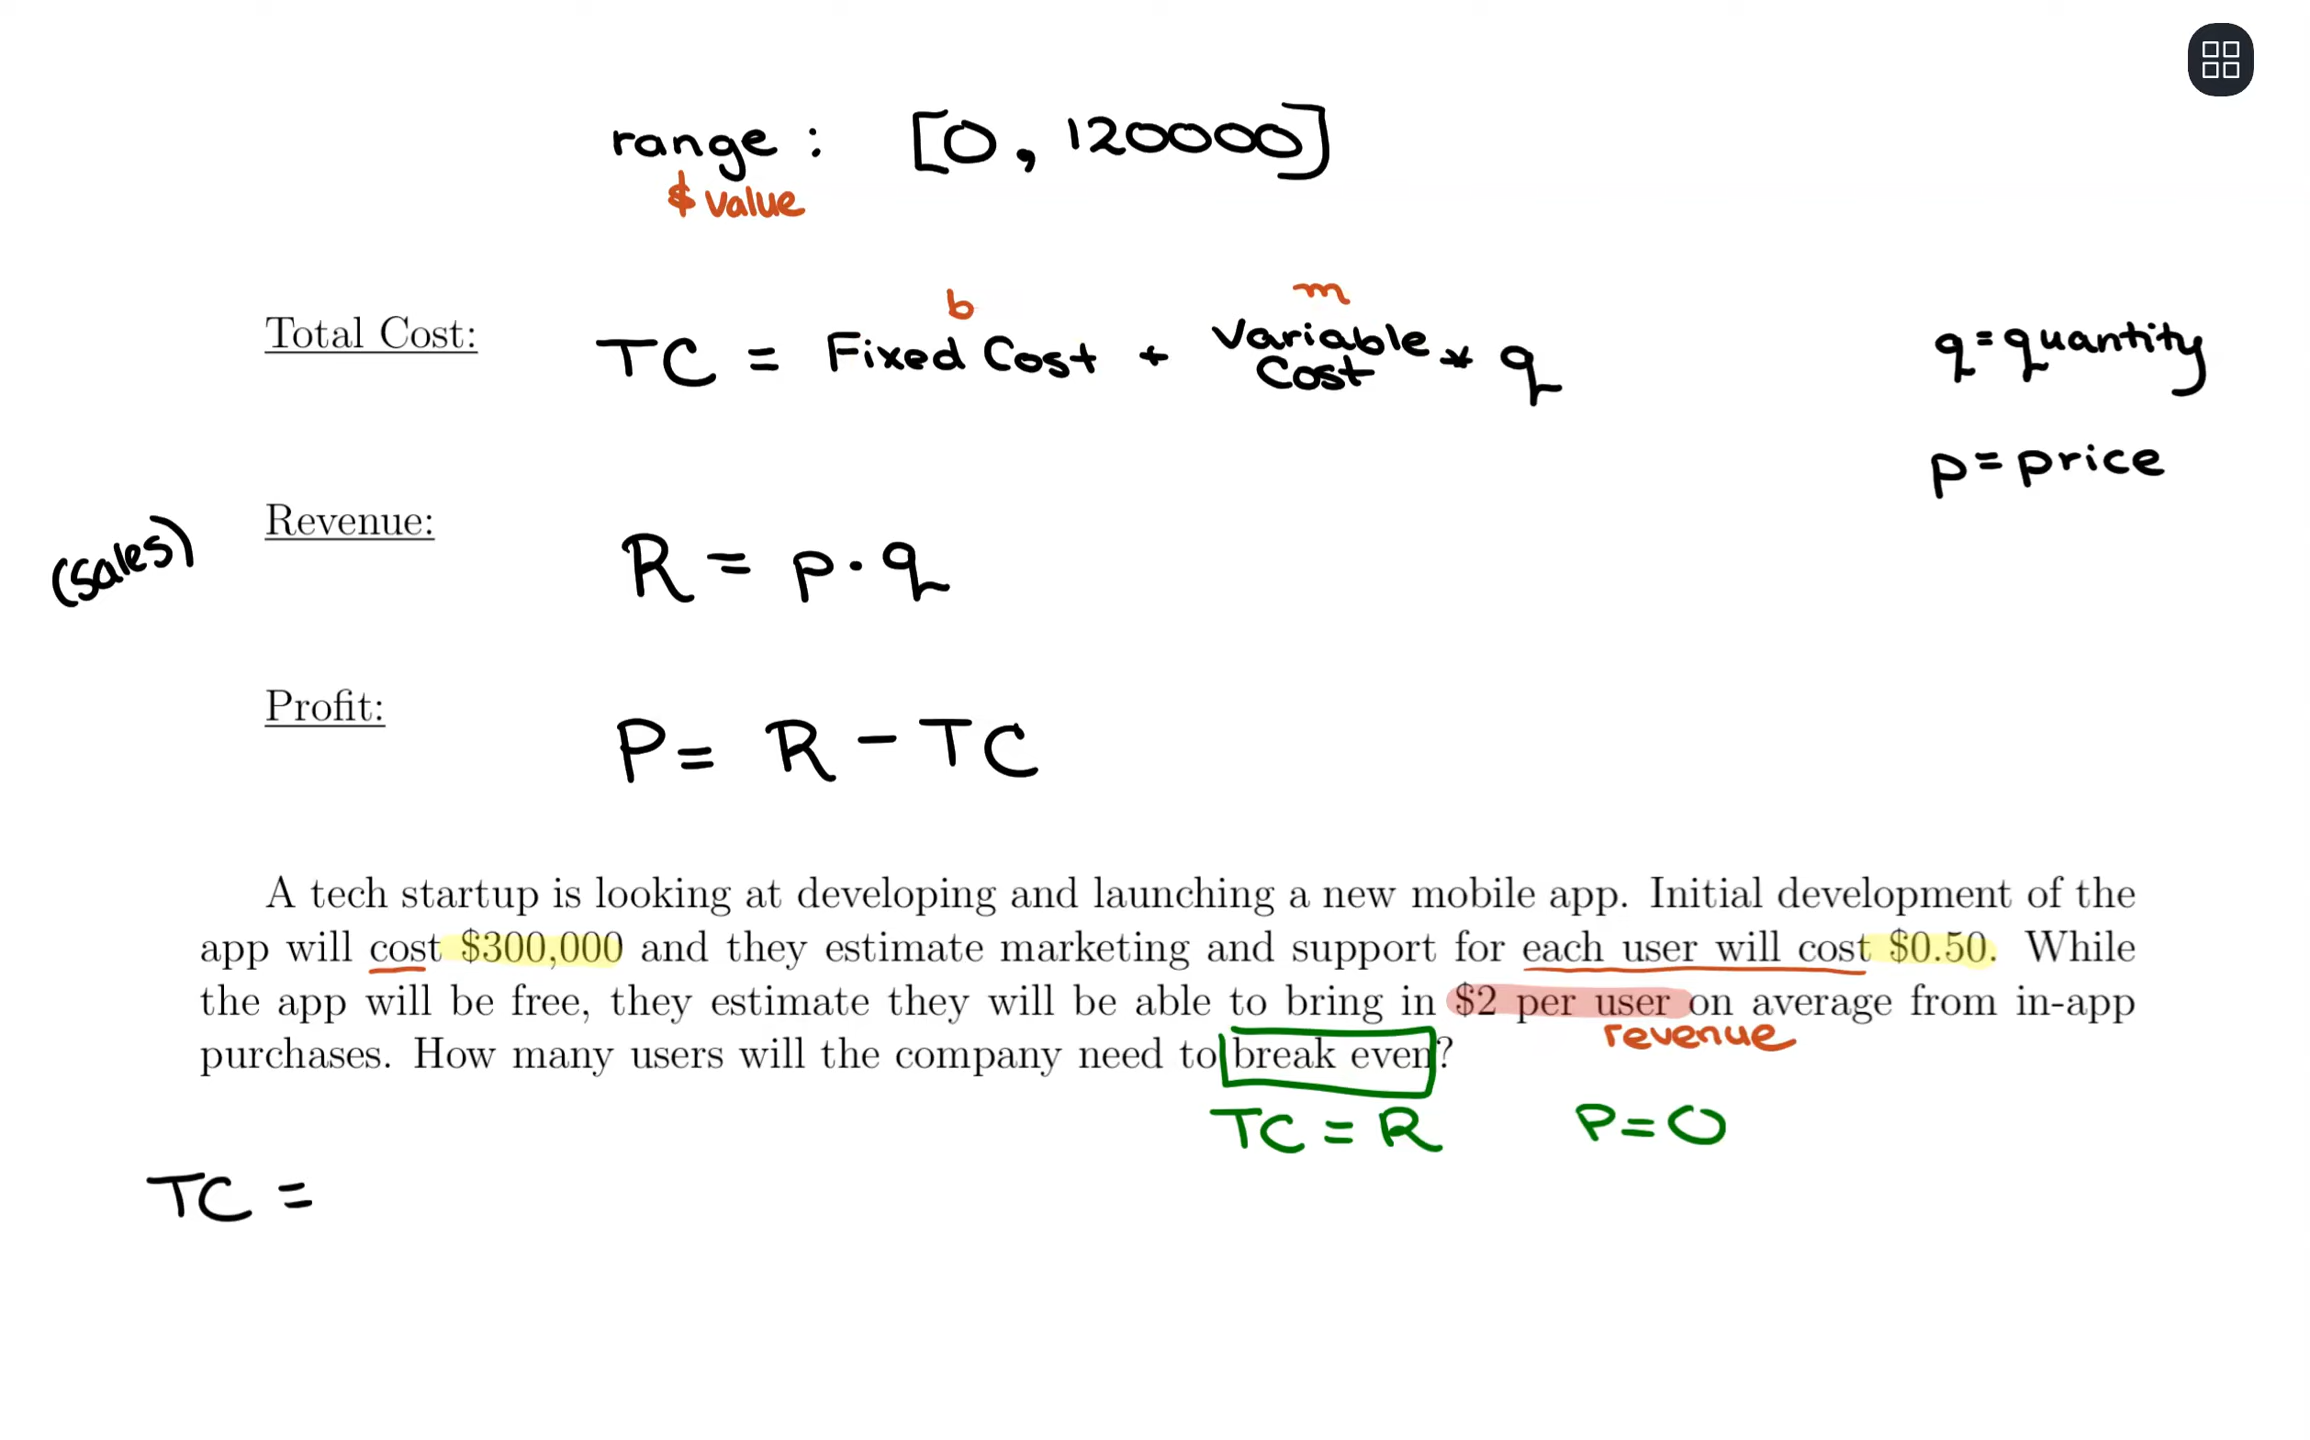 range : [0, 120000]
$ value
b
m
Total Cost: TC = Fixed Cost + Variable Cost * q
q = quantity
p = price
Revenue:
(sales)
R = p · q
Profit:
P = R - TC
A tech startup is looking at developing and launching a new mobile app. Initial development of the
app will cost $300,000 and they estimate marketing and support for each user will cost $0.50. While
the app will be free, they estimate they will be able to bring in $2 per user on average from in-app
revenue
purchases. How many users will the company need to break even?
TC = R P = 0
TC =